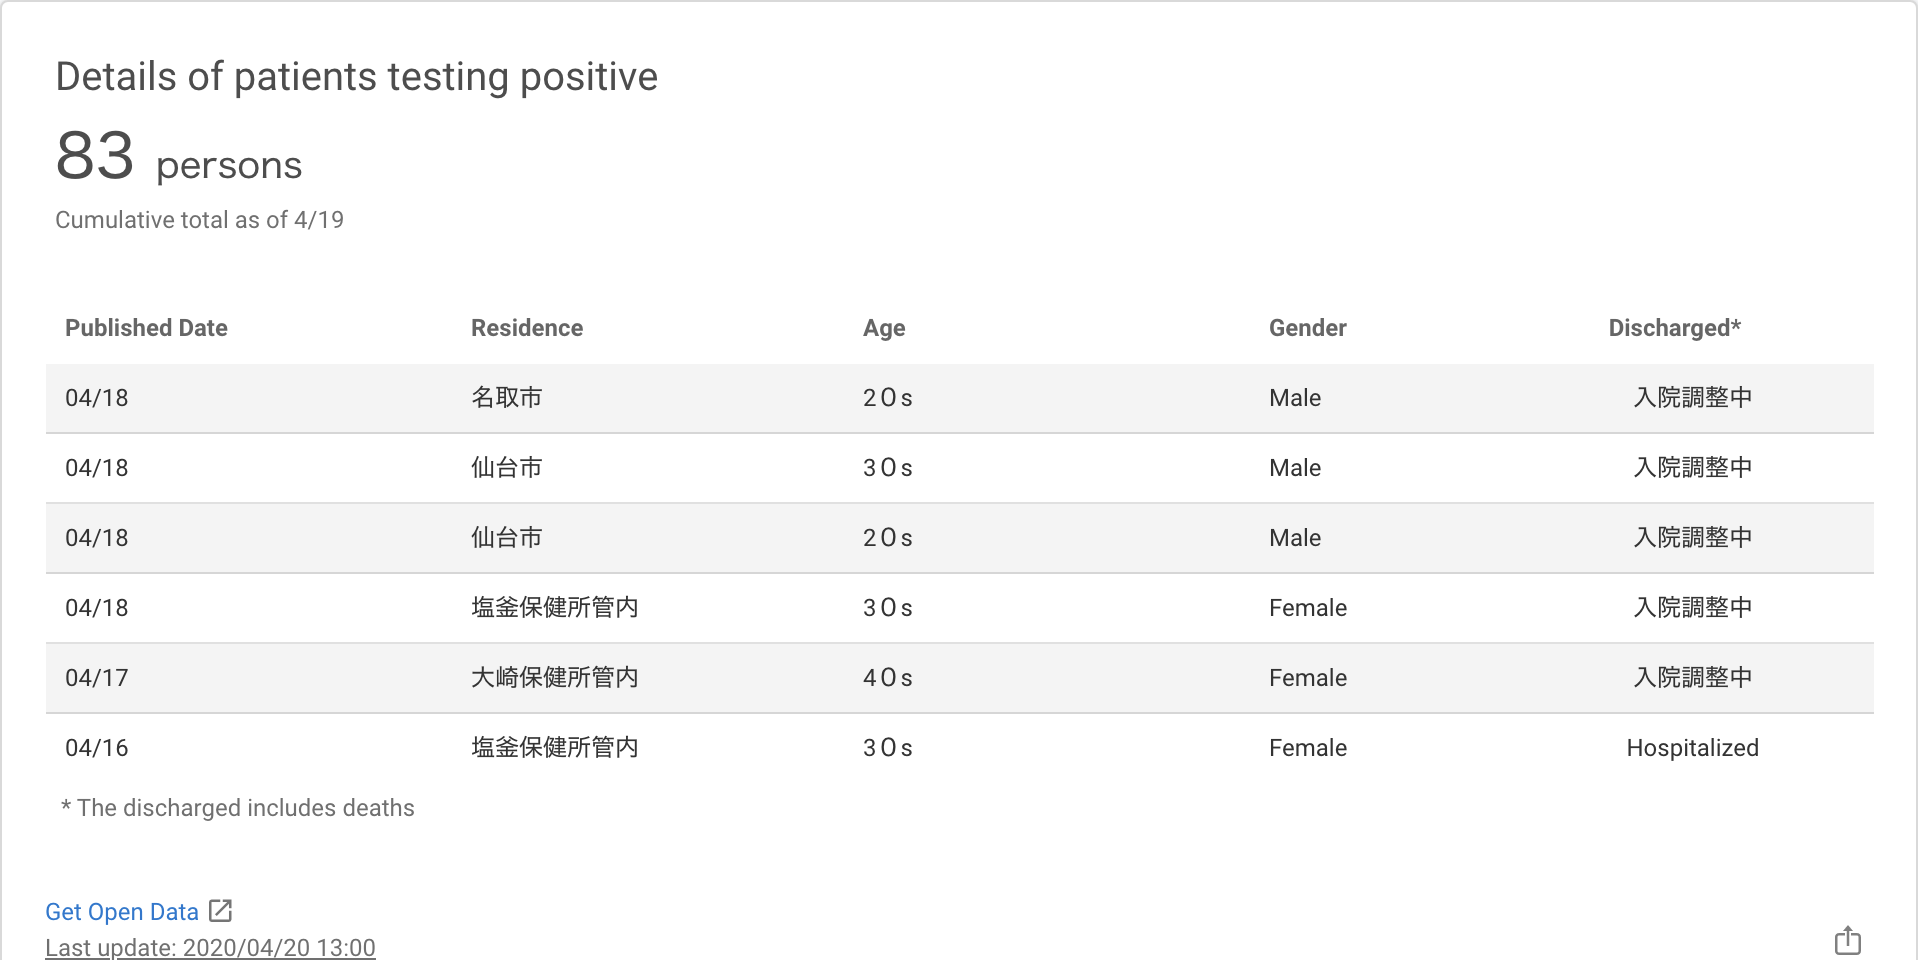 Details of patients testing positive
83 persons
Cumulative total as of 4/19
Published Date Residence Age Gender Discharged*
04/18 名取市 2０s Male 入院調整中
04/18 仙台市 3０s Male 入院調整中
04/18 仙台市 2０s Male 入院調整中
04/18 塩釜保健所管内 3０s Female 入院調整中
04/17 大崎保健所管内 4０s Female 入院調整中
04/16 塩釜保健所管内 3０s Female Hospitalized
* The discharged includes deaths
Get Open Data
Last update: 2020/04/20 13:00